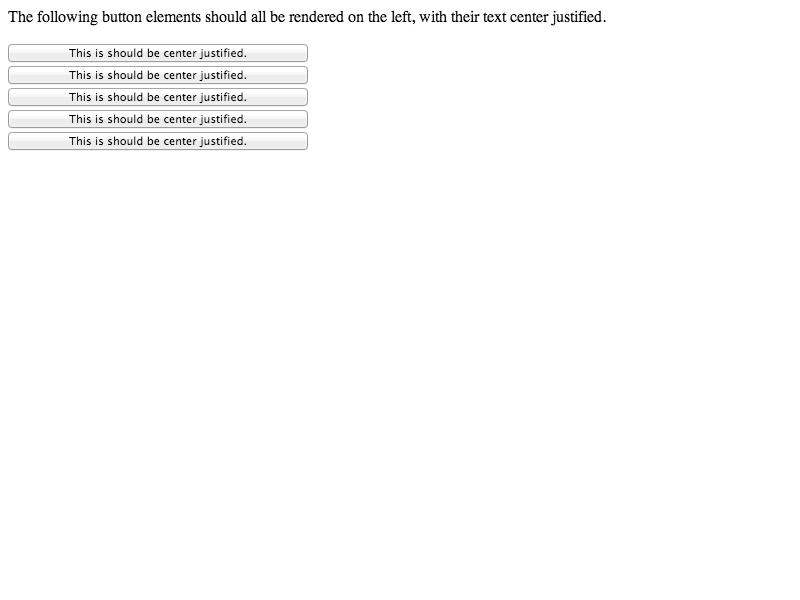 The following button elements should all be rendered on the left, with their text center justified.
This is should be center justified.
This is should be center justified.
This is should be center justified.
This is should be center justified.
This is should be center justified.